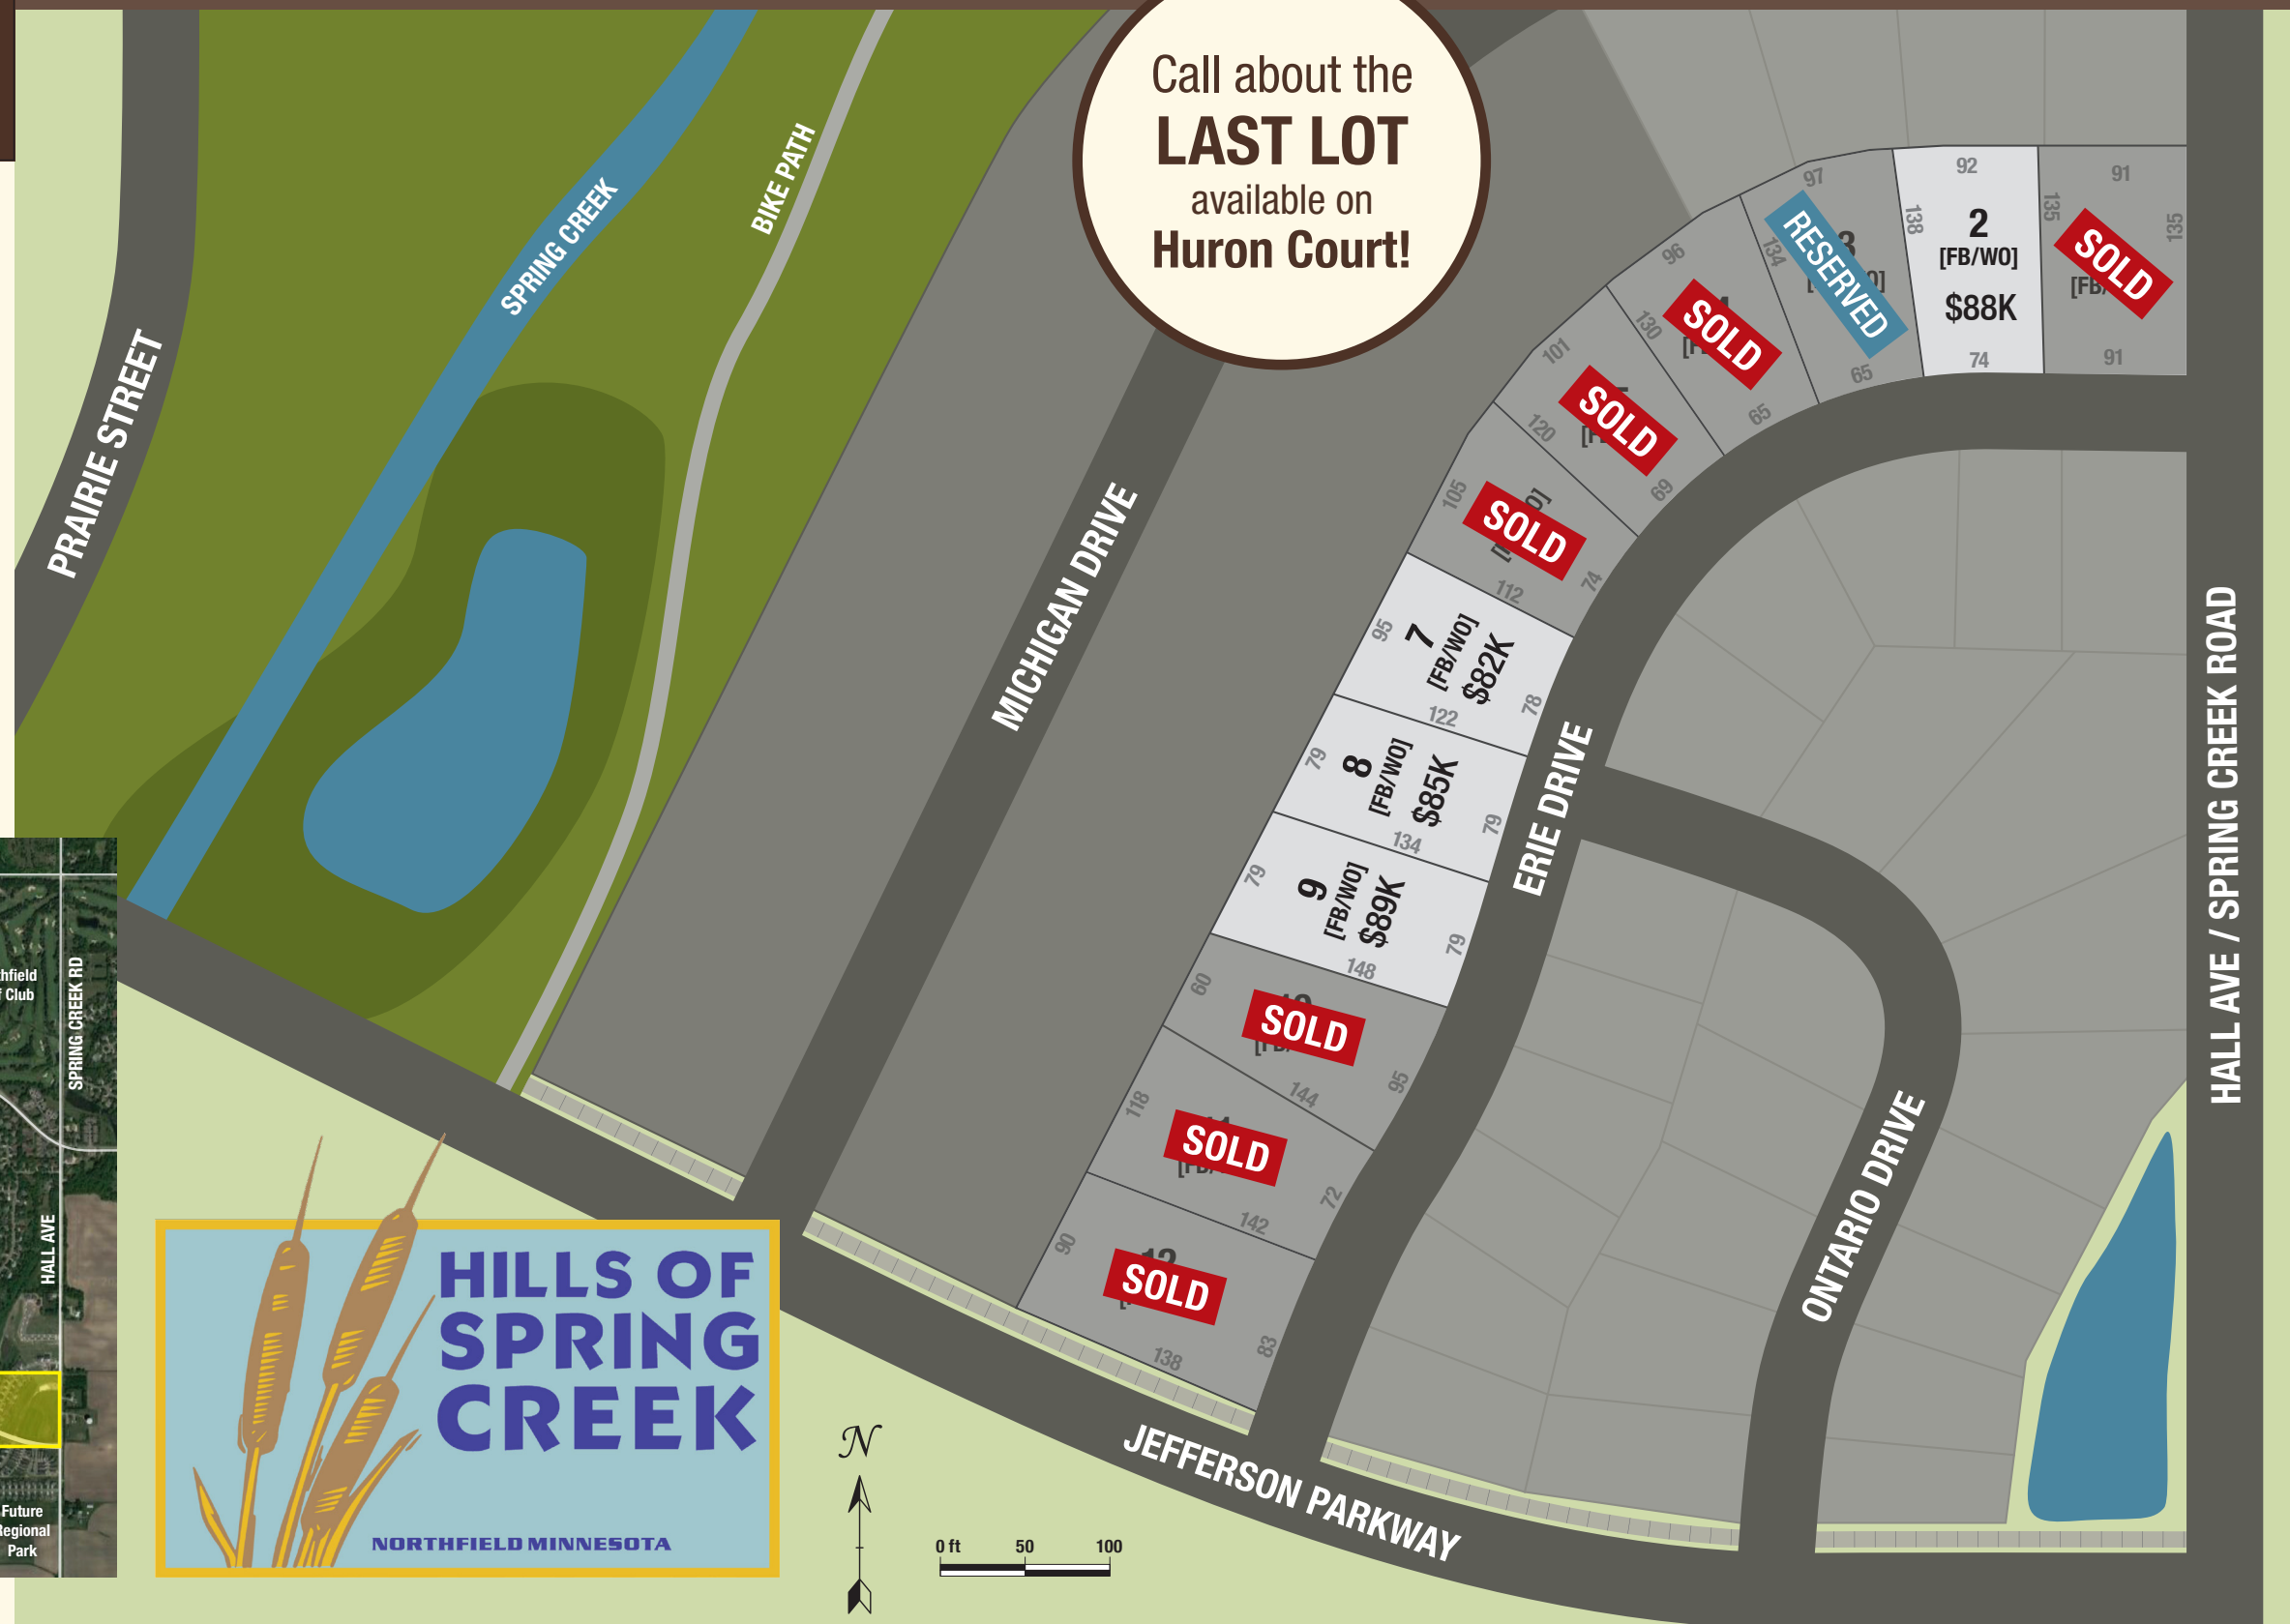 Call about the
LAST LOT
available on
Huron Court!
PRAIRIE STREET
SPRING CREEK
BIKE PATH
MICHIGAN DRIVE
ERIE DRIVE
ONTARIO DRIVE
HALL AVE / SPRING CREEK ROAD
JEFFERSON PARKWAY
91
135
135
SOLD
[FB/
91
92
138
2
[FB/WO]
$88K
74
97
134
RESERVED
3
65
96
130
SOLD
65
101
120
SOLD
69
105
SOLD
112
74
95
7
[FB/WO]
$82K
122
78
79
8
[FB/WO]
$85K
134
79
79
9
[FB/WO]
$89K
148
79
60
SOLD
144
95
118
SOLD
142
72
90
12
SOLD
138
83
SPRING CREEK RD
HALL AVE
Club
Future
Park
HILLS OF
SPRING
CREEK
NORTHFIELD MINNESOTA
N
0 ft 50 100